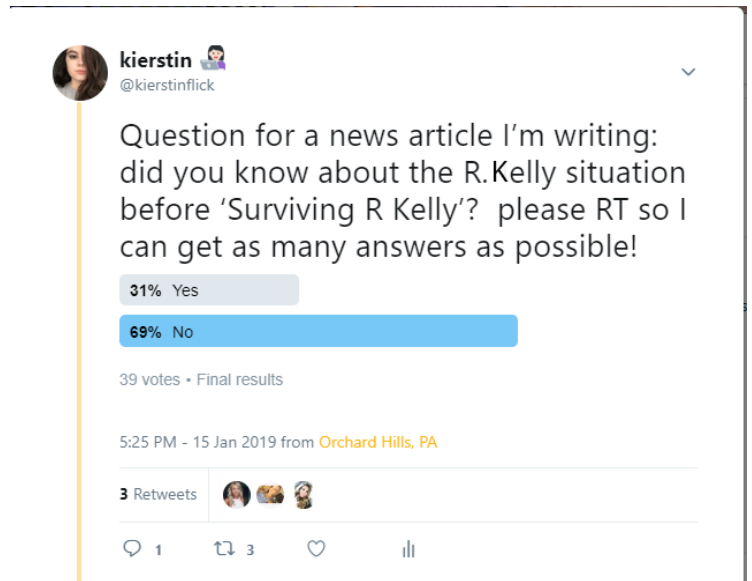 kierstin
@kierstinflick
Question for a news article I’m writing:
did you know about the R.Kelly situation
before ‘Surviving R Kelly’?  please RT so I
can get as many answers as possible!
31% Yes
69% No
39 votes • Final results
5:25 PM - 15 Jan 2019 from Orchard Hills, PA
3 Retweets
1 3